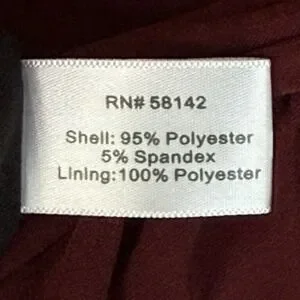 RN# 58142
Shell: 95% Polyester
5% Spandex
Lining:100% Polyester